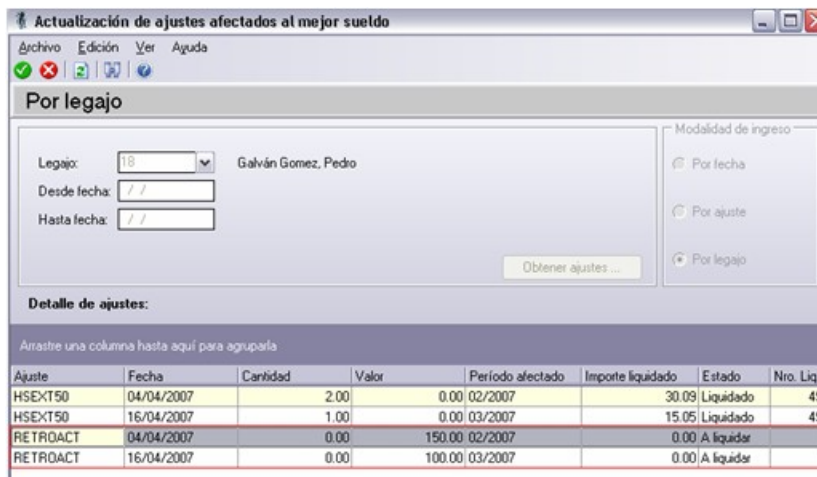 Actualización de ajustes afectados al mejor sueldo
Archivo Edición Ver Ayuda
Por legajo
Modalidad de ingreso
Legajo: 18 Galván Gomez, Pedro
Por fecha
Desde fecha: / /
Por ajuste
Hasta fecha: / /
Obtener ajustes ...
Por legajo
Detalle de ajustes:
Arrastre una columna hasta aquí para agruparla
Ajuste Fecha Cantidad Valor Período afectado Importe liquidado Estado Nro. Liq
HSEXT50 04/04/2007 2.00 0.00 02/2007 30.09 Liquidado
HSEXT50 16/04/2007 1.00 0.00 03/2007 15.05 Liquidado
RETROACT 04/04/2007 0.00 150.00 02/2007 0.00 A liquidar
RETROACT 16/04/2007 0.00 100.00 03/2007 0.00 A liquidar